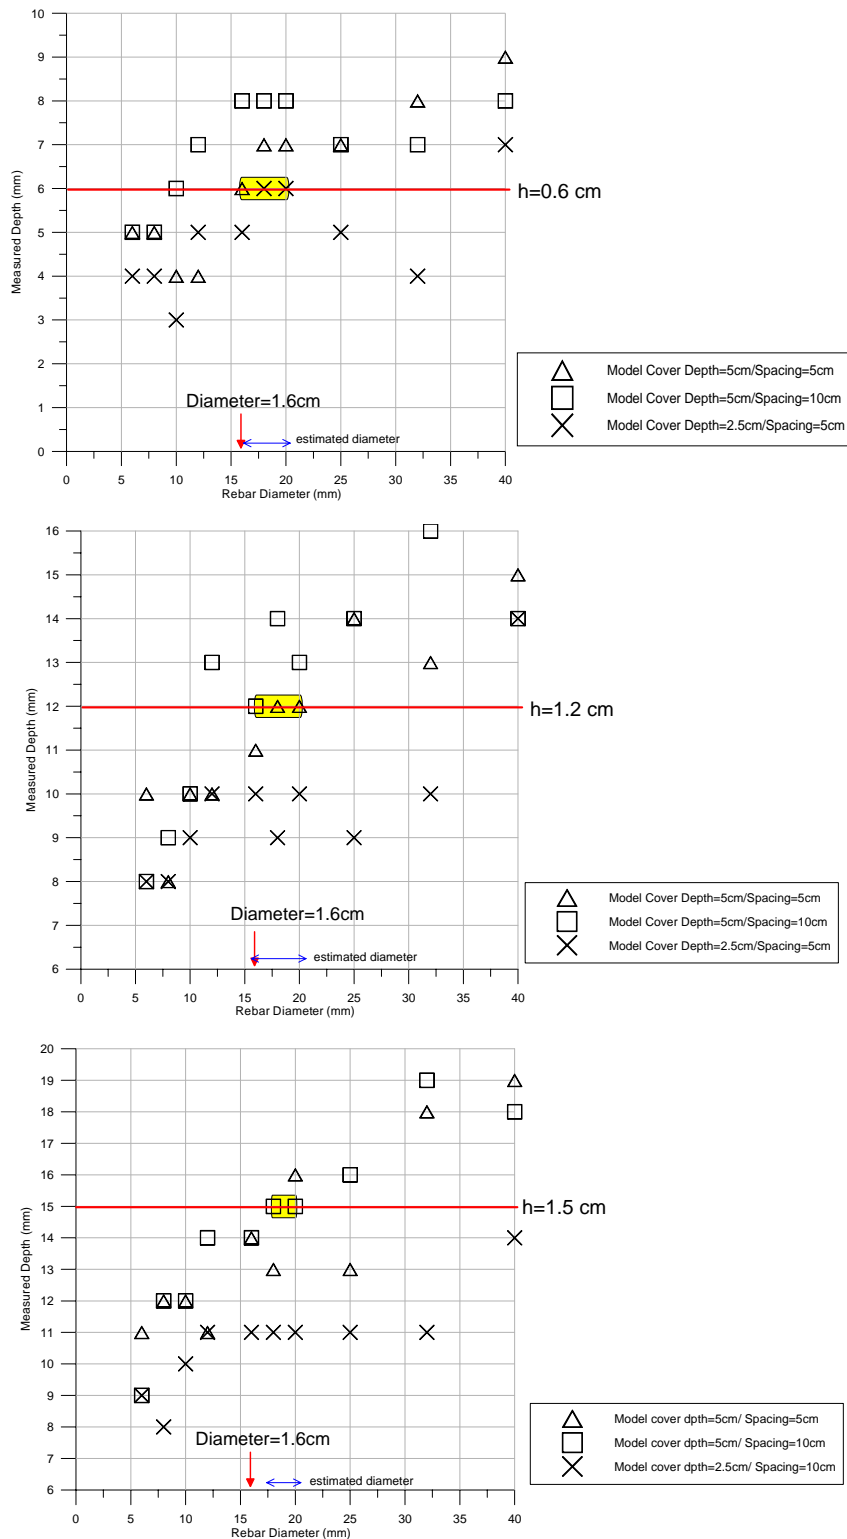 10
9
8
7
6
5
4
3
2
1
0
Measured Depth (mm)
h=0.6 cm
Diameter=1.6cm
estimated diameter
0 5 10 15 20 25 30 35 40
Rebar Diameter (mm)
Model Cover Depth=5cm/Spacing=5cm
Model Cover Depth=5cm/Spacing=10cm
Model Cover Depth=2.5cm/Spacing=5cm
16
15
14
13
12
11
10
9
8
7
6
Measured Depth (mm)
h=1.2 cm
Diameter=1.6cm
estimated diameter
0 5 10 15 20 25 30 35 40
Rebar Diameter (mm)
Model Cover Depth=5cm/Spacing=5cm
Model Cover Depth=5cm/Spacing=10cm
Model Cover Depth=2.5cm/Spacing=5cm
20
19
18
17
16
15
14
13
12
11
10
9
8
7
6
Measured Depth (mm)
h=1.5 cm
Diameter=1.6cm
estimated diameter
0 5 10 15 20 25 30 35 40
Rebar Diameter (mm)
Model cover dpth=5cm/ Spacing=5cm
Model cover dpth=5cm/ Spacing=10cm
Model cover dpth=2.5cm/ Spacing=10cm